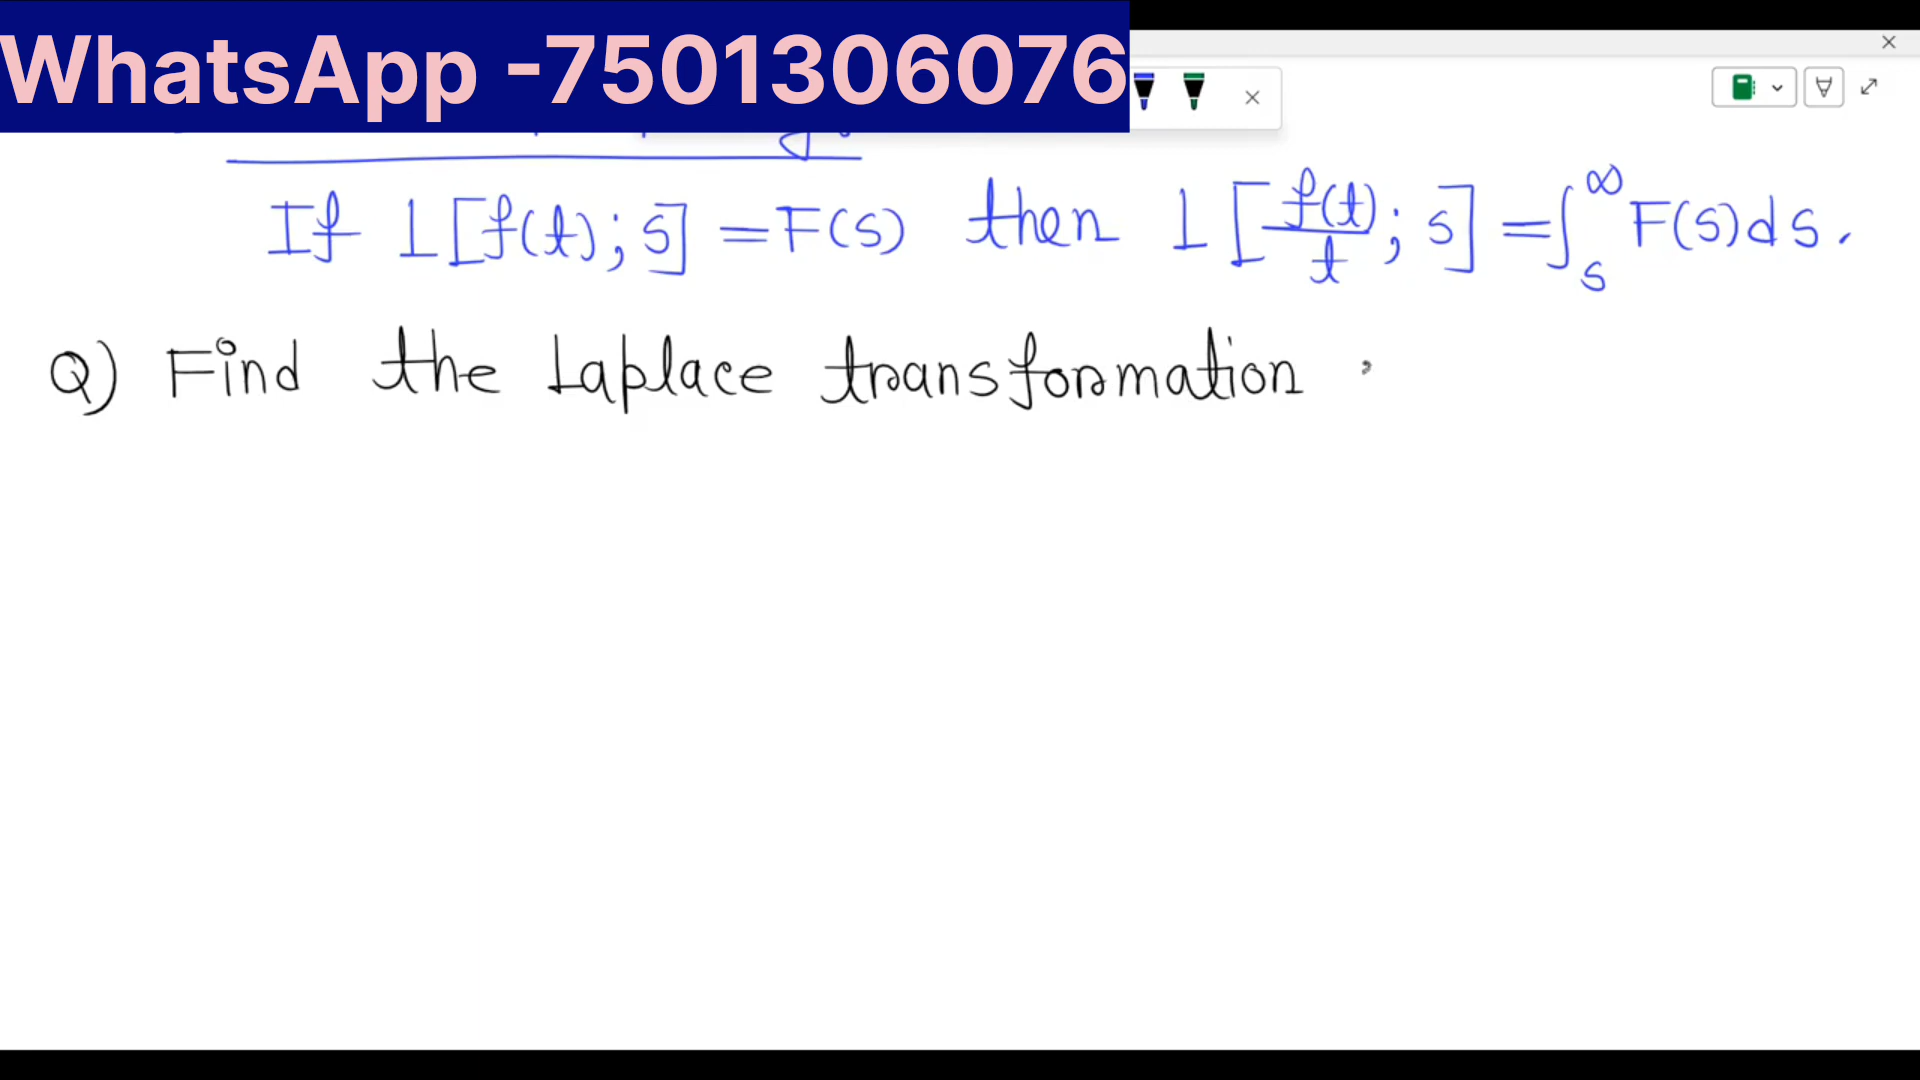 WhatsApp -7501306076
If L[f(t); s] = F(s) then L[f(t)/t; s] = ∫_s^∞ F(s)ds.
Q) Find the Laplace transformation